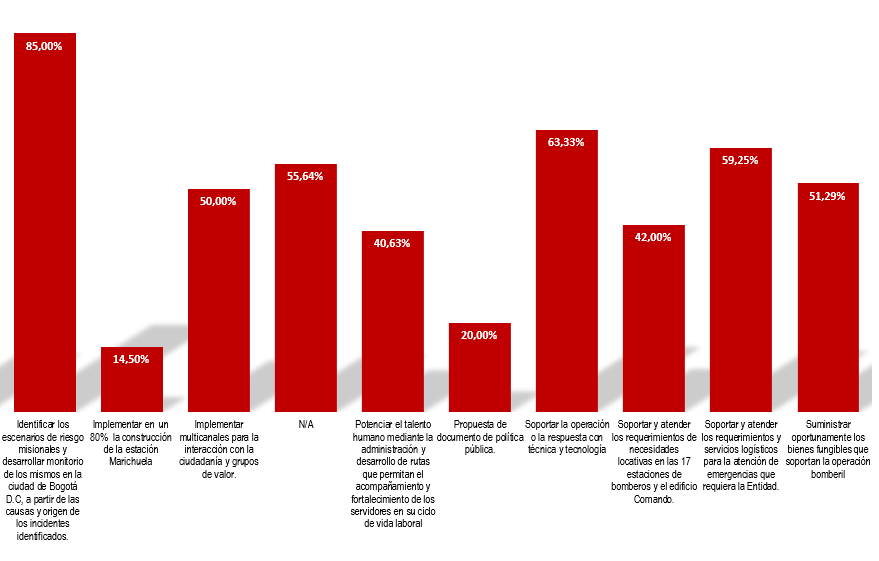 85,00%
14,50%
50,00%
55,64%
40,63%
20,00%
63,33%
42,00%
59,25%
51,29%
Identificar los
escenarios de riesgo
misionales y
desarrollar monitorio
de los mismos en la
ciudad de Bogotá
D.C, a partir de las
causas y origen de
los incidentes
identificados.
Implementar en un
80% la construcción
de la estación
Marichuela
Implementar
multicanales para la
interacción con la
ciudadanía y grupos
de valor.
N/A
Potenciar el talento
humano mediante la
administración y
desarrollo de rutas
que permitan el
acompañamiento y
fortalecimiento de los
servidores en su ciclo
de vida laboral
Propuesta de
documento de política
pública.
Soportar la operación
o la respuesta con
técnica y tecnología
Soportar y atender
los requerimientos de
necesidades
locativas en las 17
estaciones de
bomberos y el edificio
Comando.
Soportar y atender
los requerimientos y
servicios logísticos
para la atención de
emergencias que
requiera la Entidad.
Suministrar
oportunamente los
bienes fungibles que
soportan la operación
bomberil